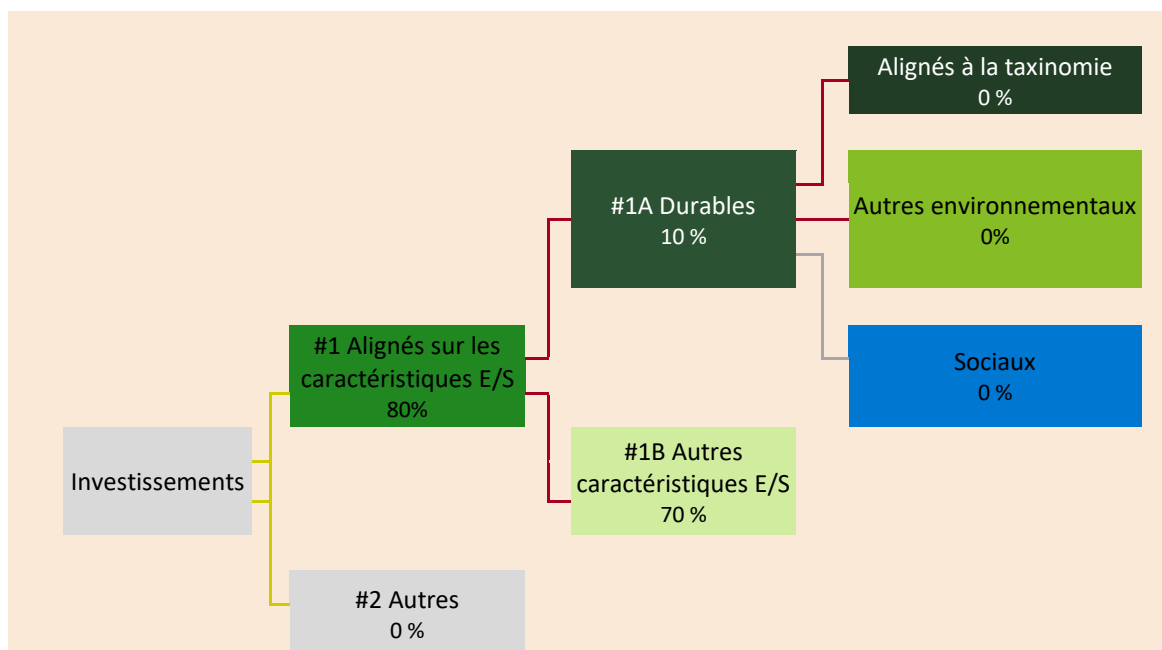 Alignés à la taxinomie
0 %
#1A Durables
10 %
Autres environnementaux
0%
#1 Alignés sur les
caractéristiques E/S
80%
Sociaux
0 %
Investissements
#1B Autres
caractéristiques E/S
70 %
#2 Autres
0 %